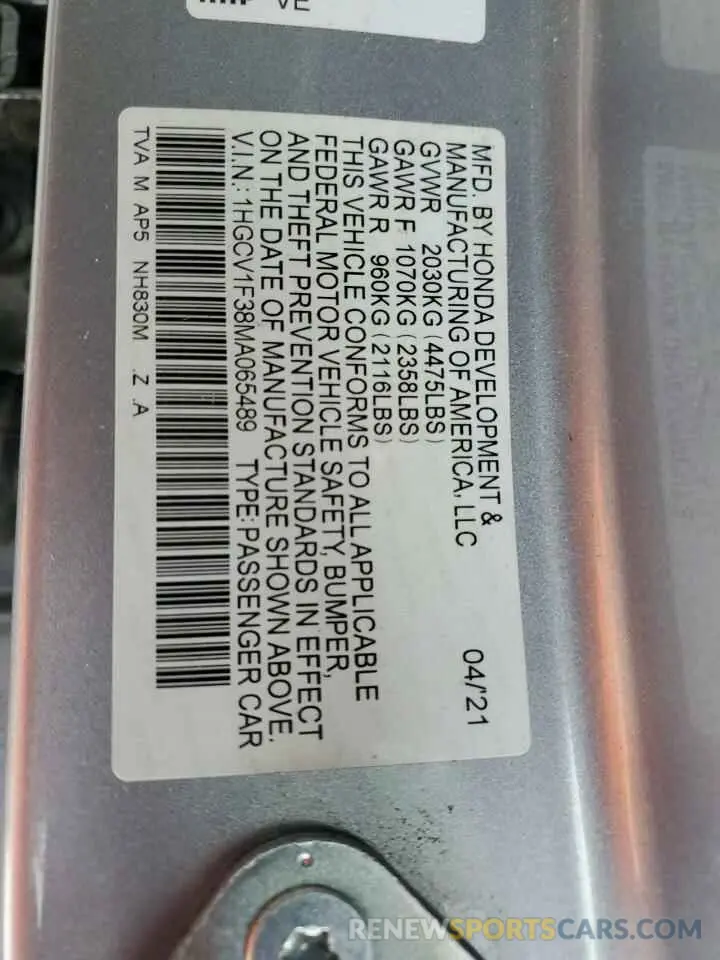 VE
MFD. BY HONDA DEVELOPMENT &
MANUFACTURING OF AMERICA, LLC
04/'21
GVWR 2030KG (4475LBS)
GAWR F 1070KG (2358LBS)
GAWR R 960KG (2116LBS)
THIS VEHICLE CONFORMS TO ALL APPLICABLE
FEDERAL MOTOR VEHICLE SAFETY, BUMPER,
AND THEFT PREVENTION STANDARDS IN EFFECT
ON THE DATE OF MANUFACTURE SHOWN ABOVE.
V.I.N.: 1HGCV1F38MA065489 TYPE: PASSENGER CAR
TVA M AP5 NH830M .Z .A
RENEWSPORTSCARS.COM